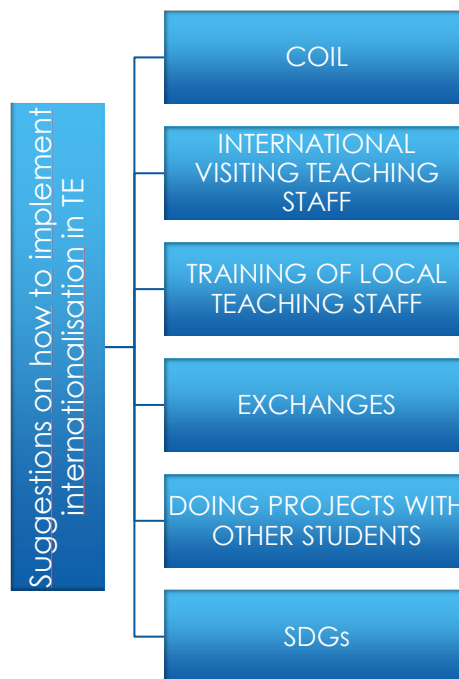 Suggestions on how to implement
internationalisation in TE
COIL
INTERNATIONAL
VISITING TEACHING
STAFF
TRAINING OF LOCAL
TEACHING STAFF
EXCHANGES
DOING PROJECTS WITH
OTHER STUDENTS
SDGs